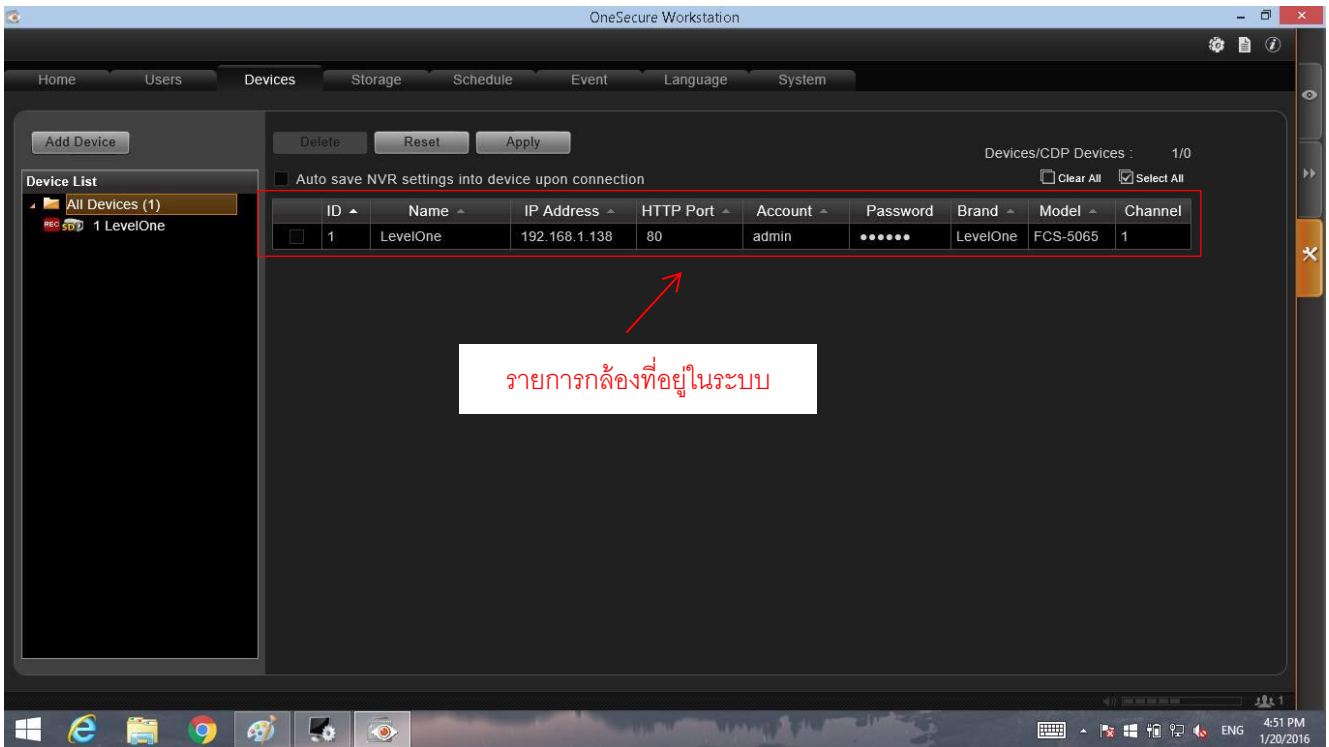 OneSecure Workstation
Home Users Devices Storage Schedule Event Language System
Add Device Delete Reset Apply
Devices/CDP Devices : 1/0
Device List
Auto save NVR settings into device upon connection Clear All Select All
All Devices (1)
ID Name IP Address HTTP Port Account Password Brand Model Channel
REC SD 1 LevelOne
1 LevelOne 192.168.1.138 80 admin ●●●●●● LevelOne FCS-5065 1
รายการกล้องที่อยู่ในระบบ
1
ENG 4:51 PM
1/20/2016